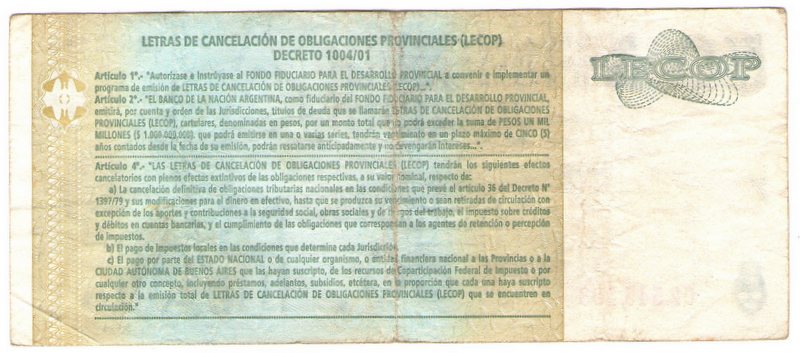 LETRAS DE CANCELACIÓN DE OBLIGACIONES PROVINCIALES (LECOP)
DECRETO 1004/01
LECOP
Artículo 1º.- "Autorízase e Instrúyase al FONDO FIDUCIARIO PARA EL DESARROLLO PROVINCIAL a convenir e implementar un
programa de emisión de LETRAS DE CANCELACIÓN DE OBLIGACIONES PROVINCIALES (LECOP)...".
Artículo 2º.- "EL BANCO DE LA NACIÓN ARGENTINA, como fiduciario del FONDO FIDUCIARIO PARA EL DESARROLLO PROVINCIAL,
emitirá, por cuenta y orden de las Jurisdicciones, títulos de deuda que se llamarán LETRAS DE CANCELACIÓN DE OBLIGACIONES
PROVINCIALES (LECOP), cartulares, denominadas en pesos, por un monto total que no podrá exceder la suma de PESOS UN MIL
MILLONES ($ 1.000.000.000). que podrá emitirse en una o varias series, tendrán vencimiento en un plazo máximo de CINCO (5)
años contados desde la fecha de su emisión, podrán rescatarse anticipadamente y no devengarán intereses...".
Artículo 4º- "LAS LETRAS DE CANCELACIÓN DE OBLIGACIONES PROVINCIALES (LECOP) tendrán los siguientes efectos
cancelatorios con plenos efectos extintivos de las obligaciones respectivas, a su valor nominal, respecto de:
a) La cancelación definitiva de obligaciones tributarias nacionales en las condiciones que prevé el artículo 36 del Decreto Nº
1397/79 y sus modificaciones para el dinero en efectivo, hasta que se produzca su vencimiento o sean retiradas de circulación con
excepción de los aportes y contribuciones a la seguridad social, obras sociales y de riesgos del trabajo, el impuesto sobre créditos
y débitos en cuentas bancarias, y el cumplimiento de las obligaciones que correspondan a los agentes de retención o percepción
de impuestos.
b) El pago de impuestos locales en las condiciones que determine cada Jurisdicción.
c) El pago por parte del ESTADO NACIONAL o de cualquier organismo, o entidad financiera nacional a las Provincias o a la
CIUDAD AUTÓNOMA DE BUENOS AIRES que las hayan suscripto, de los recursos de Coparticipación Federal de Impuesto o por
cualquier otro concepto, incluyendo préstamos, adelantos, subsidios, etcétera, en la proporción que cada una haya suscripto
respecto a la emisión total de LETRAS DE CANCELACIÓN DE OBLIGACIONES PROVINCIALES (LECOP) que se encuentren en
circulación."